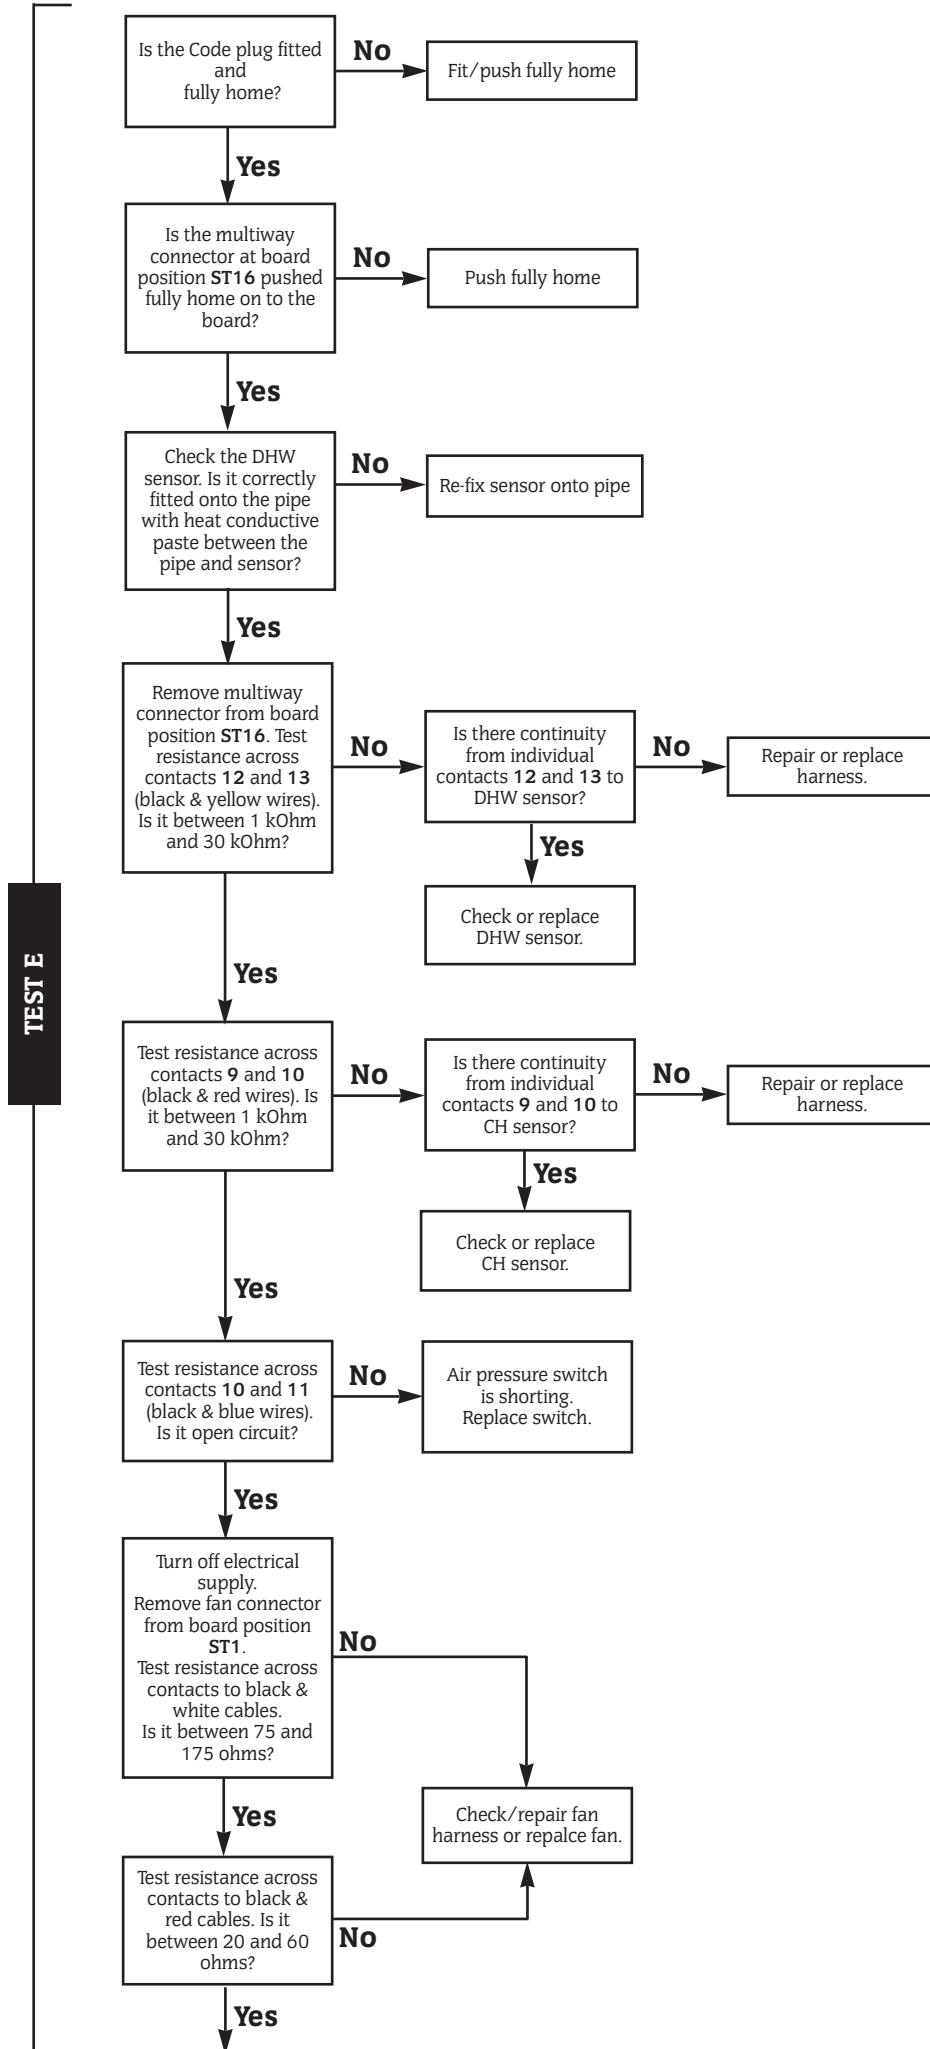 Is the Code plug fitted
and
fully home?
No
Fit/push fully home
Yes
Is the multiway
connector at board
position ST16 pushed
fully home on to the
board?
No
Push fully home
Yes
Check the DHW
sensor. Is it correctly
fitted onto the pipe
with heat conductive
paste between the
pipe and sensor?
No
Re-fix sensor onto pipe
Yes
Remove multiway
connector from board
position ST16. Test
resistance across
contacts 12 and 13
(black & yellow wires).
Is it between 1 kOhm
and 30 kOhm?
No
Is there continuity
from individual
contacts 12 and 13 to
DHW sensor?
No
Repair or replace
harness.
Yes
Check or replace
DHW sensor.
Yes
TEST E
Test resistance across
contacts 9 and 10
(black & red wires). Is
it between 1 kOhm
and 30 kOhm?
No
Is there continuity
from individual
contacts 9 and 10 to
CH sensor?
No
Repair or replace
harness.
Yes
Check or replace
CH sensor.
Yes
Test resistance across
contacts 10 and 11
(black & blue wires).
Is it open circuit?
No
Air pressure switch
is shorting.
Replace switch.
Yes
Turn off electrical
supply.
Remove fan connector
from board position
ST1.
Test resistance across
contacts to black &
white cables.
Is it between 75 and
175 ohms?
No
Check/repair fan
harness or repalce fan.
Yes
Test resistance across
contacts to black &
red cables. Is it
between 20 and 60
ohms?
No
Yes